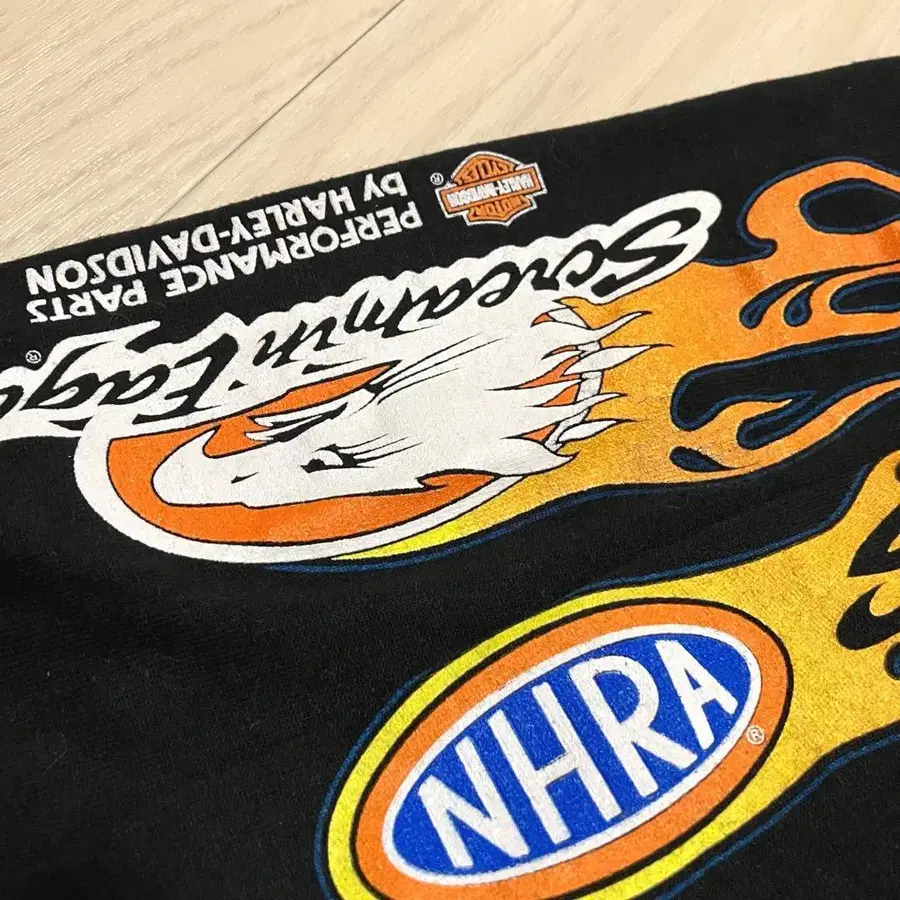 Screamin' Eagle®
PERFORMANCE PARTS
BY HARLEY-DAVIDSON
®
MOTOR
HARLEY-DAVIDSON
CYCLES
NHRA
®